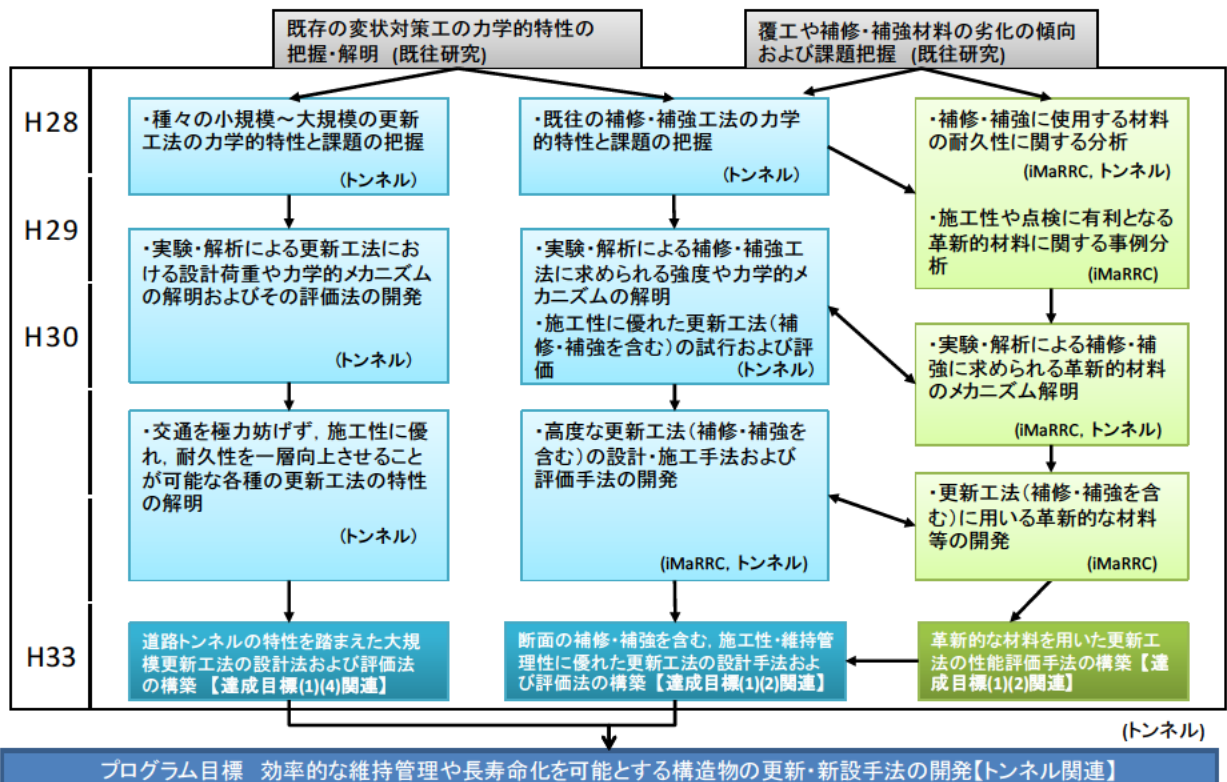 既存の変状対策工の力学的特性の
把握・解明 (既往研究)
覆工や補修・補強材料の劣化の傾向
および課題把握 (既往研究)
H28
H29
H30
H33
・種々の小規模～大規模の更新
工法の力学的特性と課題の把握
(トンネル)
・実験・解析による更新工法にお
ける設計荷重や力学的メカニズム
の解明およびその評価法の開発
(トンネル)
・交通を極力妨げず，施工性に優
れ，耐久性を一層向上させること
が可能な各種の更新工法の特性
の解明
(トンネル)
道路トンネルの特性を踏まえた大規
模更新工法の設計法および評価法
の構築 【達成目標(1)(4)関連】
・既往の補修・補強工法の力学
的特性と課題の把握
(トンネル)
・実験・解析による補修・補強工
法に求められる強度や力学的メ
カニズムの解明
・施工性に優れた更新工法(補
修・補強を含む)の試行および評
価 (トンネル)
・高度な更新工法(補修・補強を
含む)の設計・施工手法および
評価手法の開発
(iMaRRC, トンネル)
断面の補修・補強を含む，施工性・維持管
理性に優れた更新工法の設計手法およ
び評価法の構築【達成目標(1)(2)関連】
・補修・補強に使用する材料
の耐久性に関する分析
(iMaRRC, トンネル)
・施工性や点検に有利となる
革新的材料に関する事例分
析
(iMaRRC)
・実験・解析による補修・補
強に求められる革新的材料
のメカニズム解明
(iMaRRC, トンネル)
・更新工法(補修・補強を含
む)に用いる革新的な材料
等の開発
(iMaRRC)
革新的な材料を用いた更新工
法の性能評価手法の構築【達
成目標(1)(2)関連】
(トンネル)
プログラム目標 効率的な維持管理や長寿命化を可能とする構造物の更新・新設手法の開発【トンネル関連】